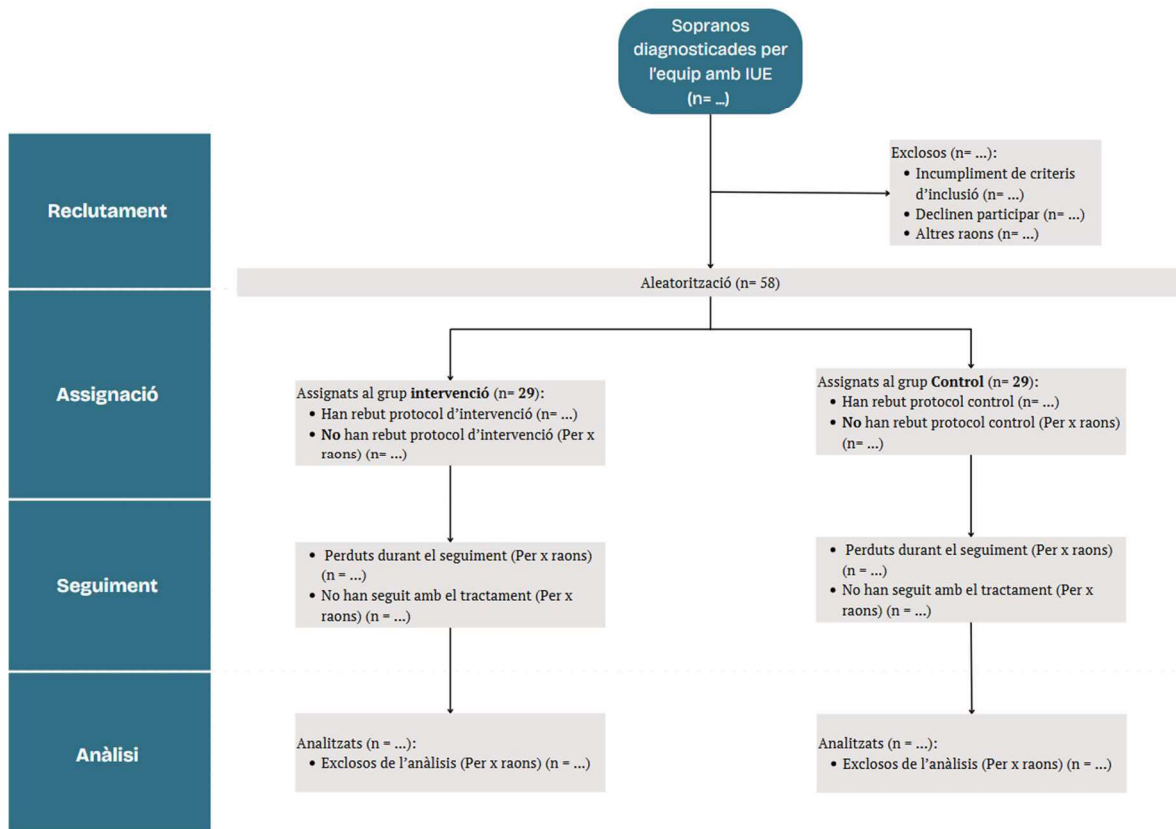 Sopranos
diagnosticades per
l'equip amb IUE
(n= ...)
Reclutament
Exclosos (n= ...):
• Incumpliment de criteris
d'inclusió (n= ...)
• Declinen participar (n= ...)
• Altres raons (n= ...)
Aleatorització (n= 58)
Assignació
Assignats al grup intervenció (n= 29):
• Han rebut protocol d'intervenció (n= ...)
• No han rebut protocol d'intervenció (Per x
raons) (n= ...)
Assignats al grup Control (n= 29):
• Han rebut protocol control (n= ...)
• No han rebut protocol control (Per x raons)
(n= ...)
Seguiment
• Perduts durant el seguiment (Per x raons)
(n = ...)
• No han seguit amb el tractament (Per x
raons) (n = ...)
• Perduts durant el seguiment (Per x raons)
(n = ...)
• No han seguit amb el tractament (Per x
raons) (n = ...)
Anàlisi
Analitzats (n = ...):
• Exclosos de l'anàlisis (Per x raons) (n = ...)
Analitzats (n = ...):
• Exclosos de l'anàlisis (Per x raons) (n = ...)